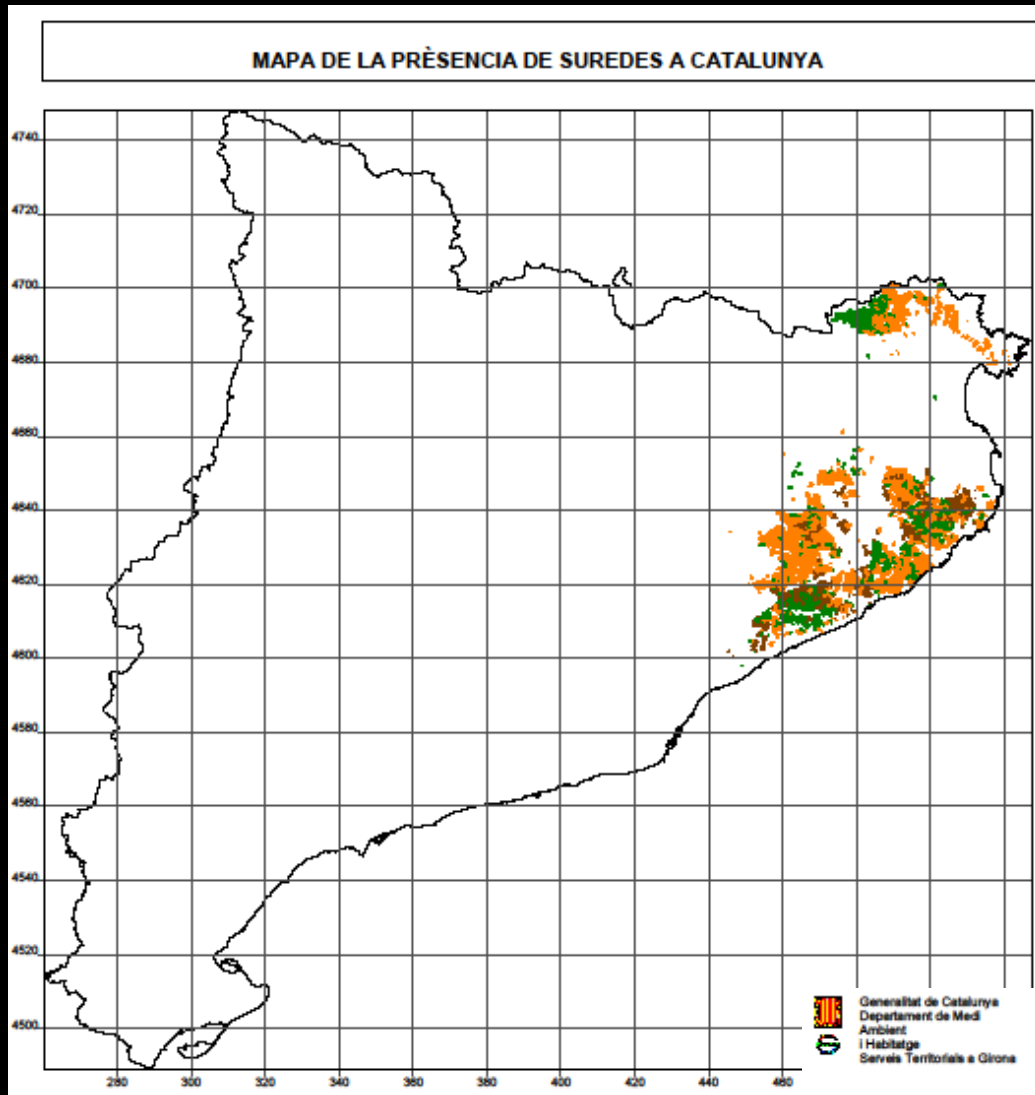 MAPA DE LA PRÈSENCIA DE SUREDES A CATALUNYA
4740
4720
4700
4680
4660
4640
4620
4600
4580
4560
4540
4520
4500
280 300 320 340 360 380 400 420 440 460
Generalitat de Catalunya
Departament de Medi
Ambient
i Habitatge
Serveis Territorials a Girona